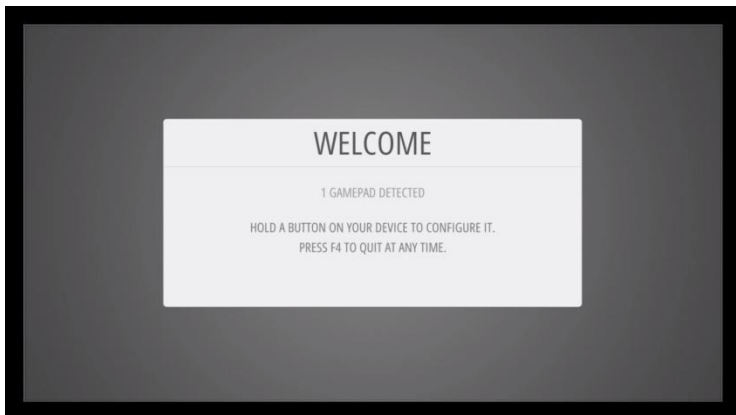 WELCOME
1 GAMEPAD DETECTED
HOLD A BUTTON ON YOUR DEVICE TO CONFIGURE IT.
PRESS F4 TO QUIT AT ANY TIME.